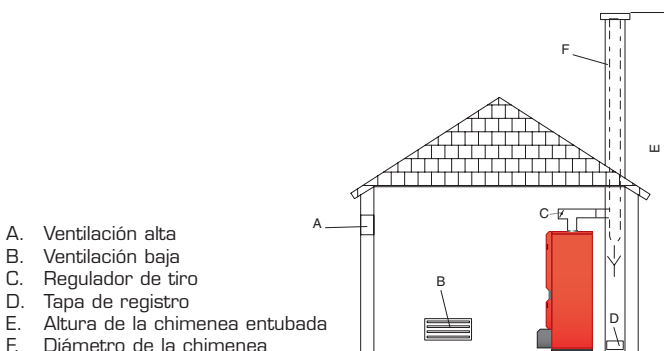 F
E
C
A
B
D
A. Ventilación alta
B. Ventilación baja
C. Regulador de tiro
D. Tapa de registro
E. Altura de la chimenea entubada
F. Diámetro de la chimenea